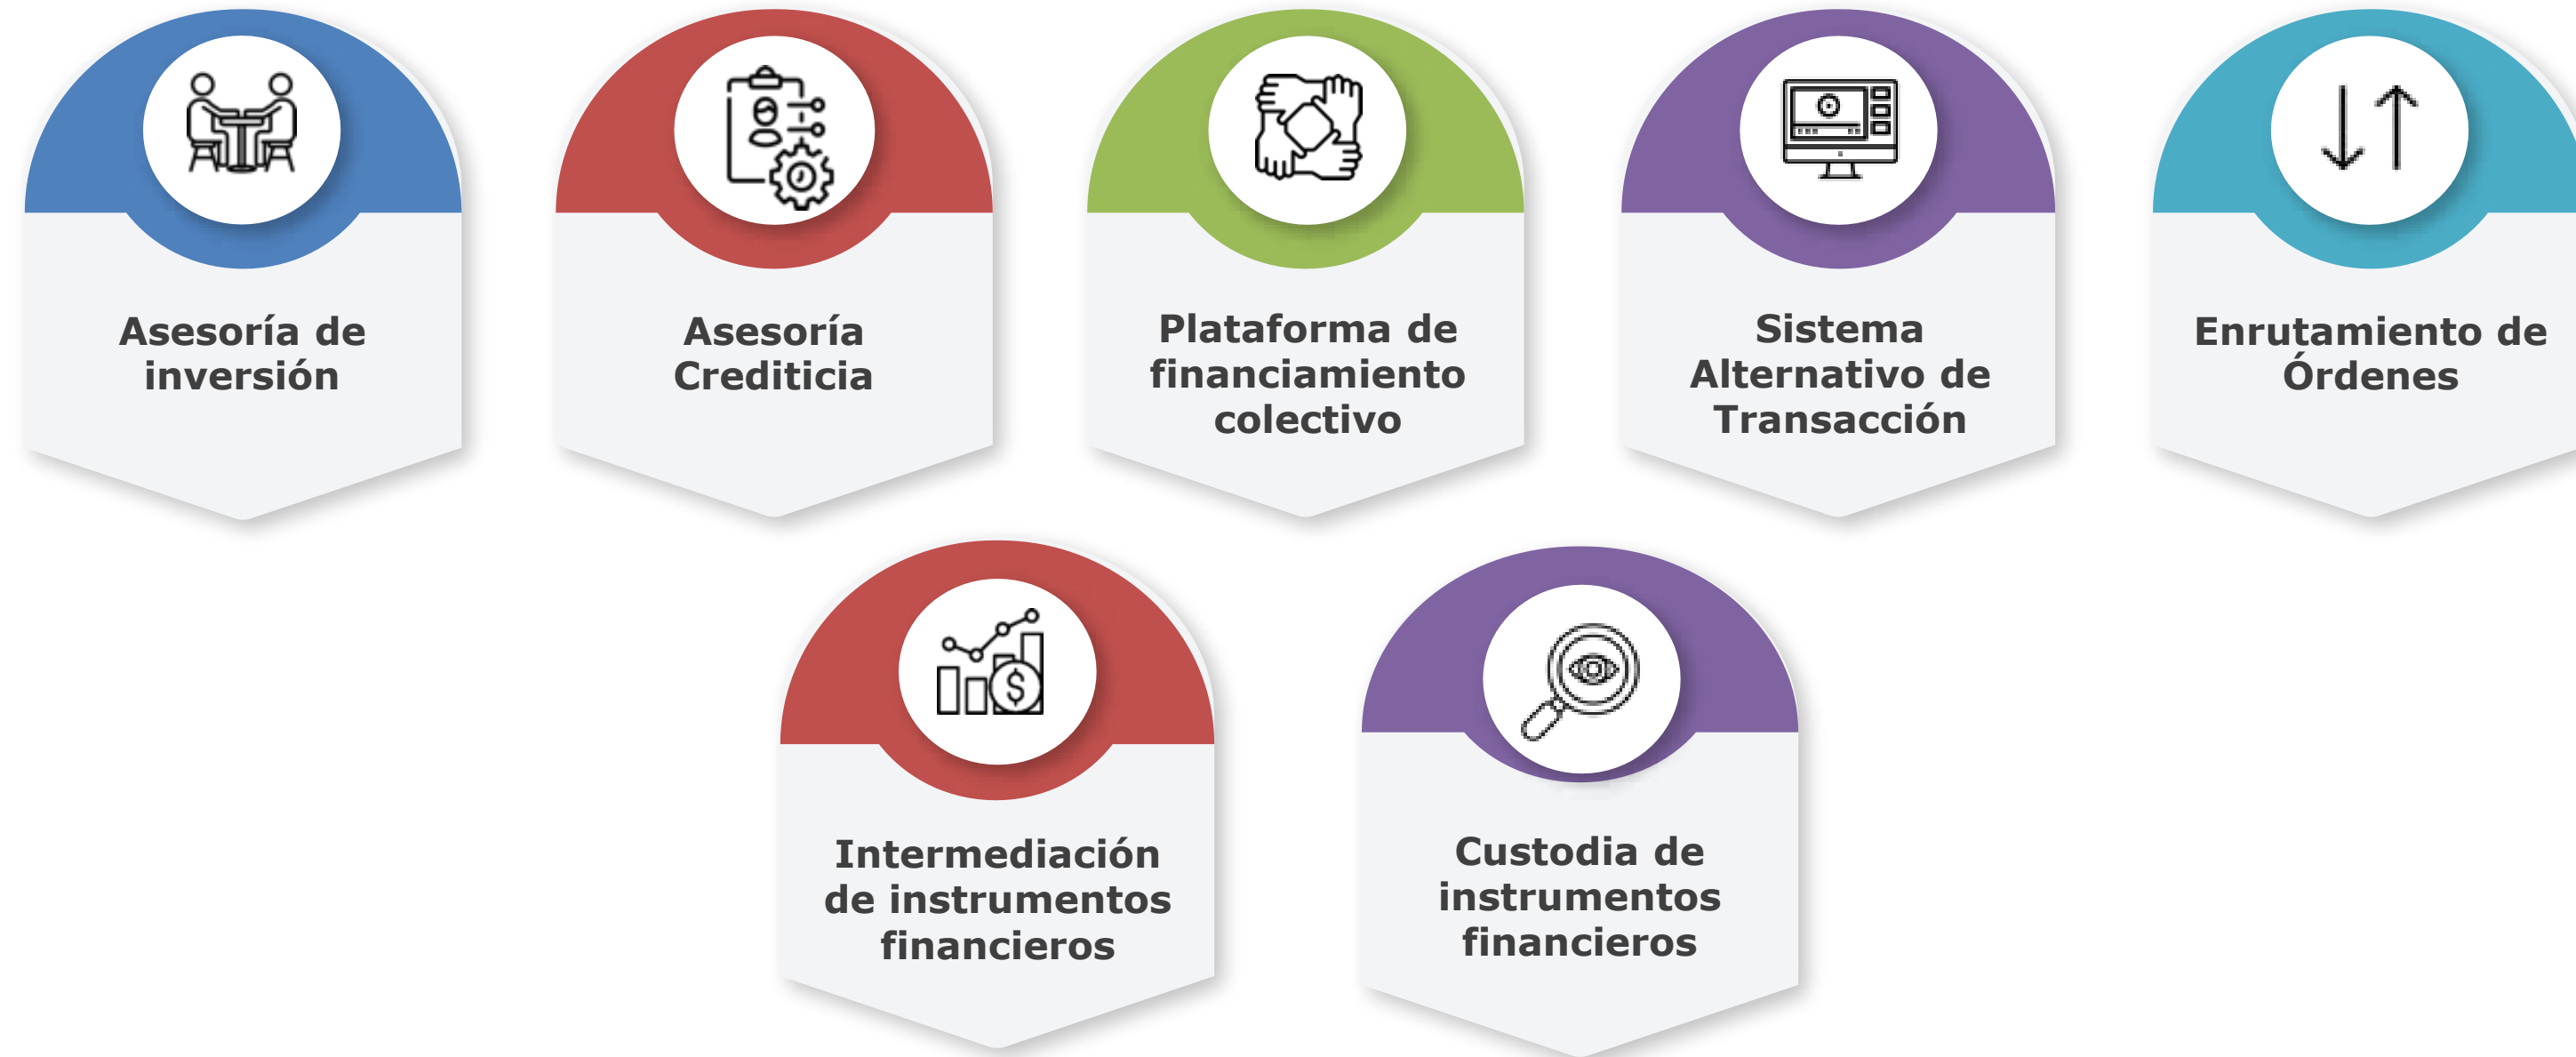 Asesoría de
inversión
Asesoría
Crediticia
Plataforma de
financiamiento
colectivo
Sistema
Alternativo de
Transacción
Enrutamiento de
Órdenes
Intermediación
de instrumentos
financieros
Custodia de
instrumentos
financieros